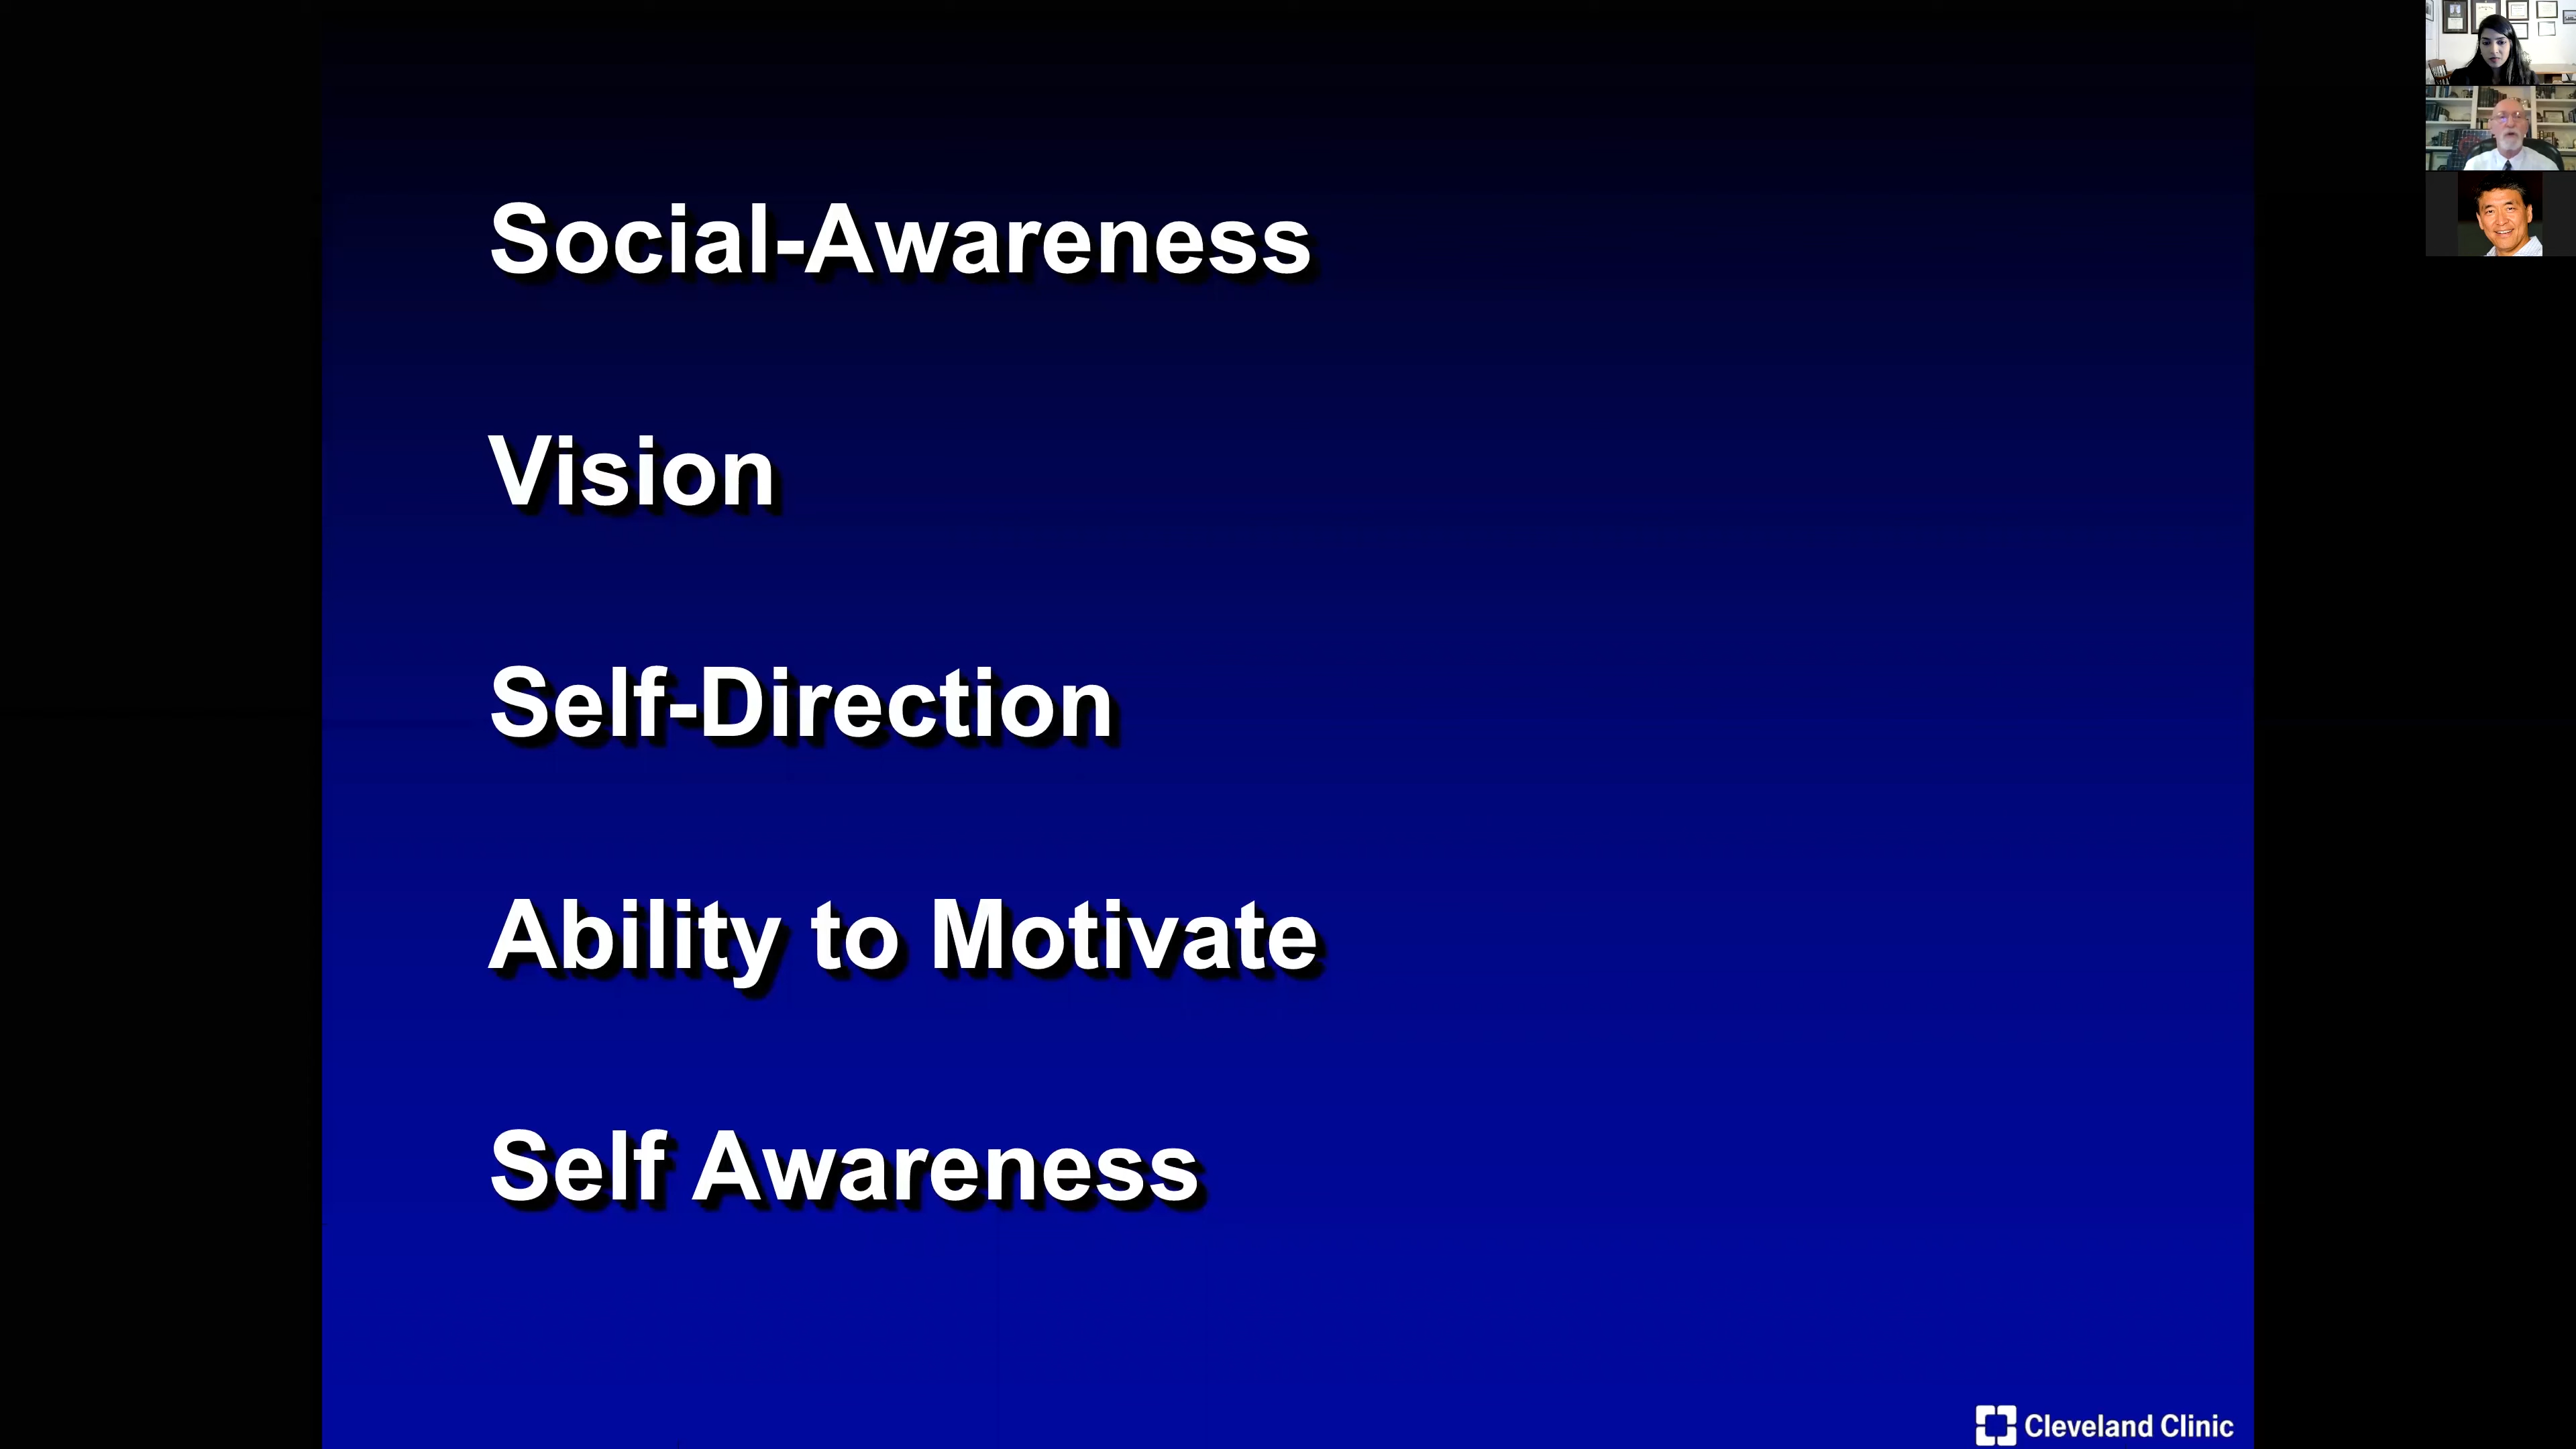 Social-Awareness
Vision
Self-Direction
Ability to Motivate
Self Awareness
Cleveland Clinic